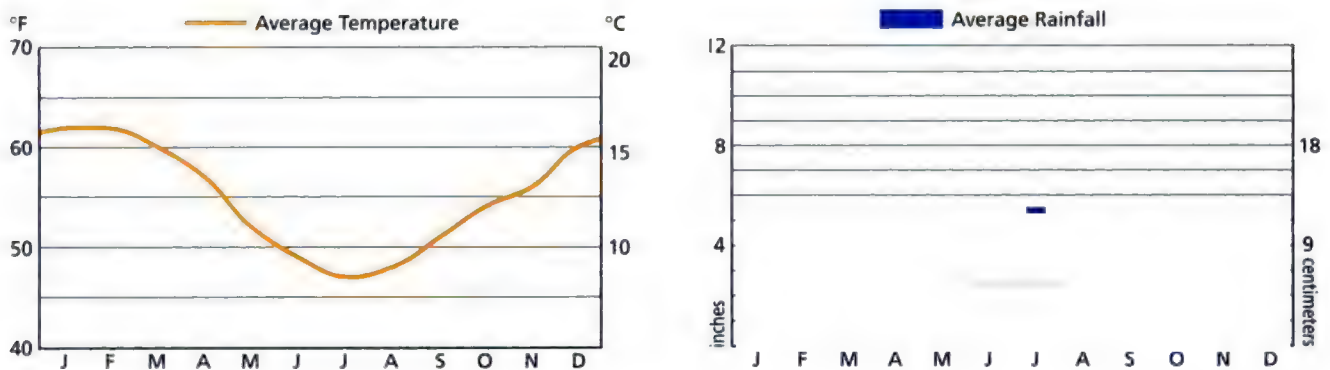 °F
Average Temperature
°C
70
60
50
40
20
15
10
J F M A M J J A S O N D
Average Rainfall
12
8
4
inches
18
9
centimeters
J F M A M J J A S O N D